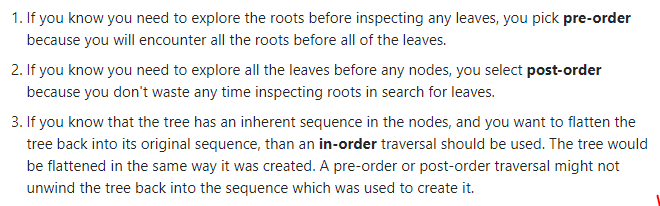 1. If you know you need to explore the roots before inspecting any leaves, you pick pre-order
because you will encounter all the roots before all of the leaves.
2. If you know you need to explore all the leaves before any nodes, you select post-order
because you don't waste any time inspecting roots in search for leaves.
3. If you know that the tree has an inherent sequence in the nodes, and you want to flatten the
tree back into its original sequence, than an in-order traversal should be used. The tree would
be flattened in the same way it was created. A pre-order or post-order traversal might not
unwind the tree back into the sequence which was used to create it.